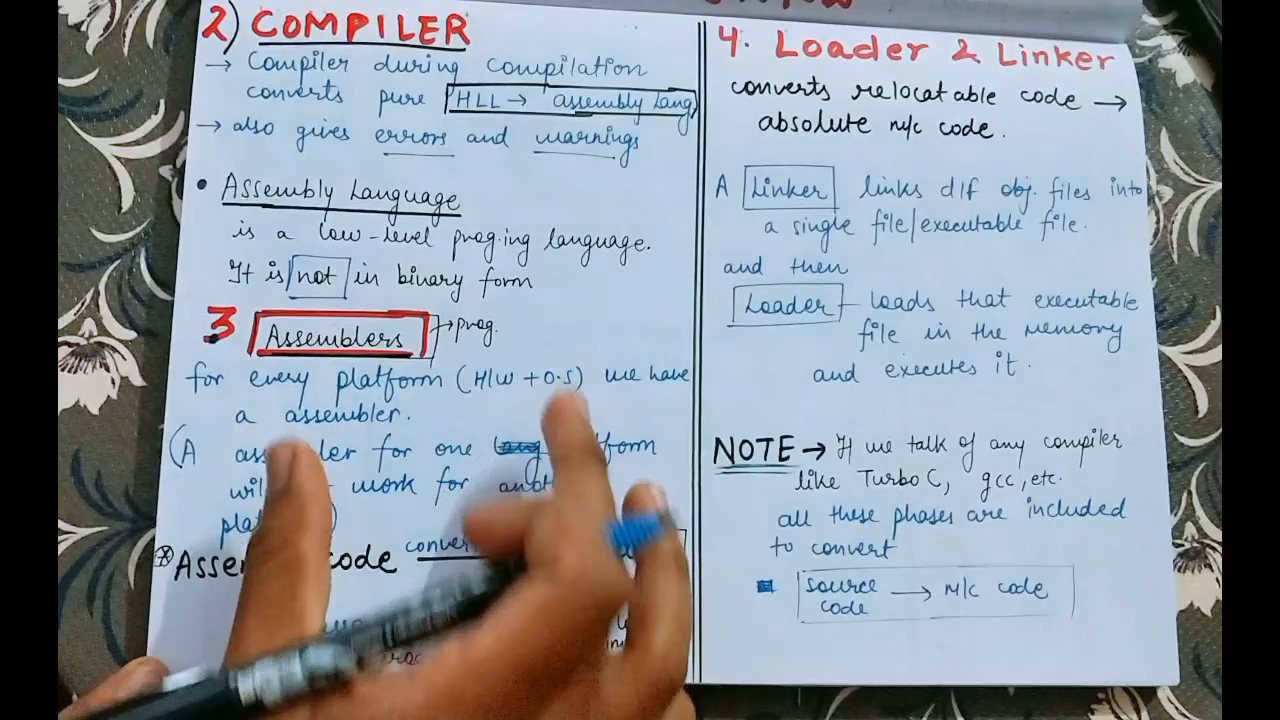 2) COMPILER
→ Compiler during compilation
converts pure HLL → assembly lang
→ also gives errors and warnings
• Assembly Language
is a low-level prog.ing language.
It is not in binary form
3 Assemblers → prog.
for every platform (H/W + O.S) we have
a assembler.
(A for one
work for
code
4. Loader & Linker
converts relocatable code →
absolute m/c code.
A Linker links d/f obj. files into
a single file/executable file.
and then
Loader - loads that executable
file in the memory
and executes it.
NOTE → If we talk of any compiler
like Turbo C, gcc, etc.
all these phases are included
to convert
source code → M/C code